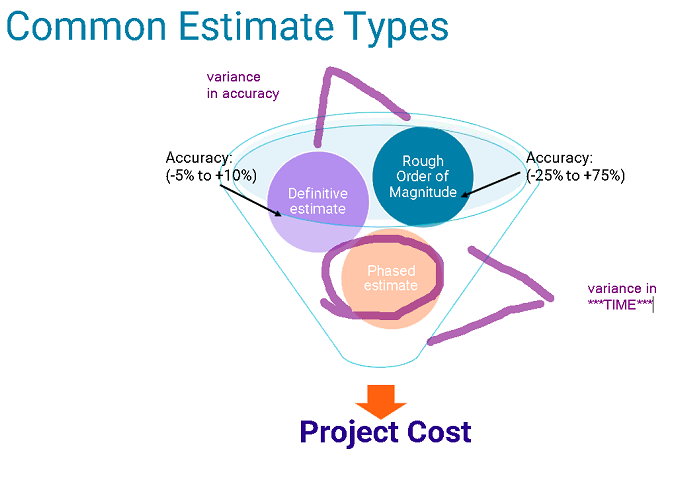 Common Estimate Types
variance
in accuracy
Accuracy:
(-5% to +10%)
Rough
Order of
Magnitude
Accuracy:
(-25% to +75%)
Definitive
estimate
Phased
estimate
variance in
***TIME***
Project Cost